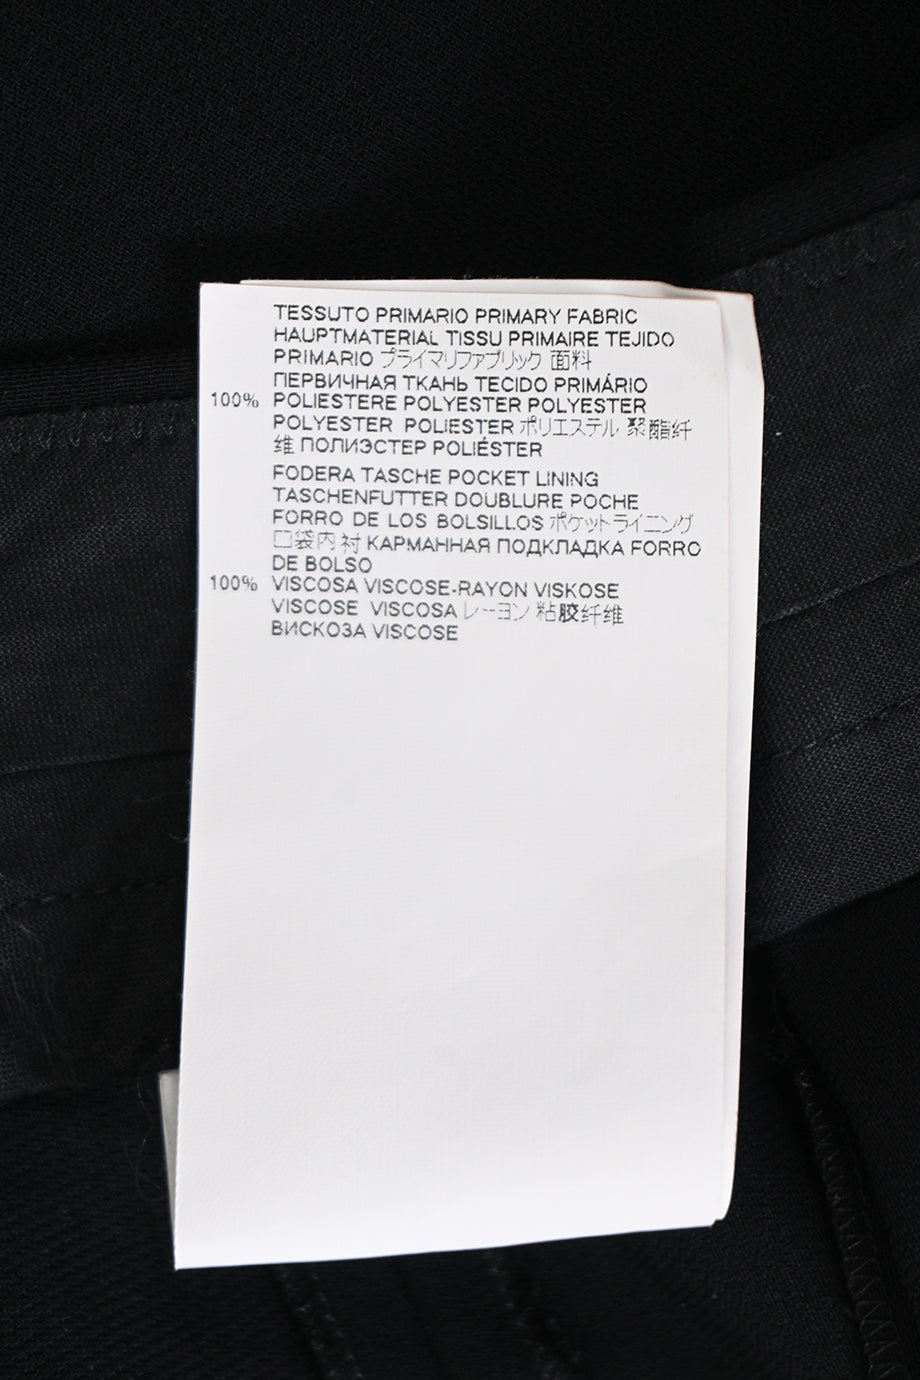 TESSUTO PRIMARIO PRIMARY FABRIC
HAUPTMATERIAL TISSU PRIMAIRE TEJIDO
PRIMARIO プライマリファブリック 面料
ПЕРВИЧНАЯ ТКАНЬ TECIDO PRIMÁRIO
100% POLIESTERE POLYESTER POLYESTER
POLYESTER POLIESTER ポリエステル 聚酯纤
维 ПОЛИЭСТЕР POLIÉSTER
FODERA TASCHE POCKET LINING
TASCHENFUTTER DOUBLURE POCHE
FORRO DE LOS BOLSILLOS ポケットライニング
口袋内衬 КАРМАННАЯ ПОДКЛАДКА FORRO
DE BOLSO
100% VISCOSA VISCOSE-RAYON VISKOSE
VISCOSE VISCOSA レーヨン 粘胶纤维
ВИСКОЗА VISCOSE